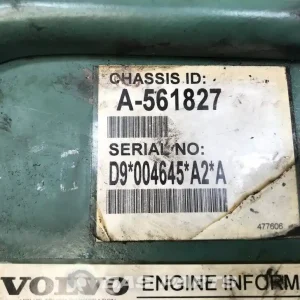 CHASSIS ID:
A-561827
SERIAL NO:
D9*004645*A2*A
477606
VOLVO ENGINE INFORM